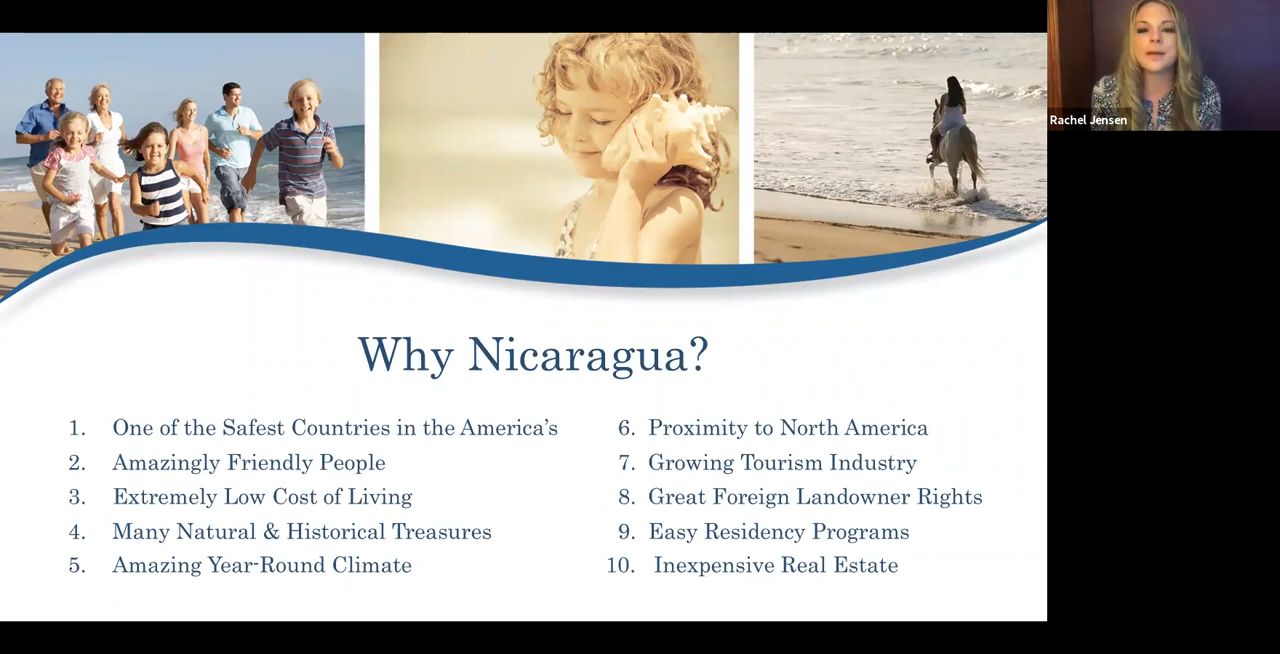 Rachel Jensen
Why Nicaragua?
1. One of the Safest Countries in the America's
2. Amazingly Friendly People
3. Extremely Low Cost of Living
4. Many Natural & Historical Treasures
5. Amazing Year-Round Climate
6. Proximity to North America
7. Growing Tourism Industry
8. Great Foreign Landowner Rights
9. Easy Residency Programs
10. Inexpensive Real Estate